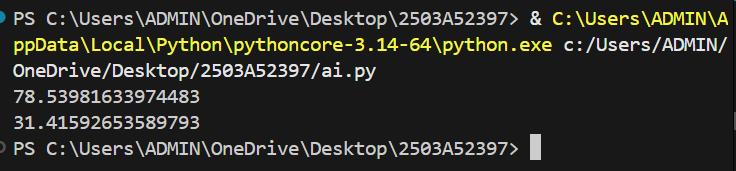 PS C:\Users\ADMIN\OneDrive\Desktop\2503A52397> & C:\Users\ADMIN\A
ppData\Local\Python\pythoncore-3.14-64\python.exe c:/Users/ADMIN/
OneDrive/Desktop/2503A52397/ai.py
78.53981633974483
31.41592653589793
PS C:\Users\ADMIN\OneDrive\Desktop\2503A52397>